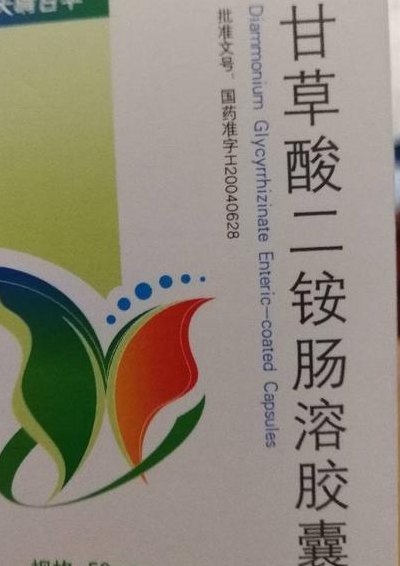 甘草酸二铵肠溶胶囊
Diammonium Glycyrrhizinate Enteric-coated Capsules
批准文号:国药准字H20040628